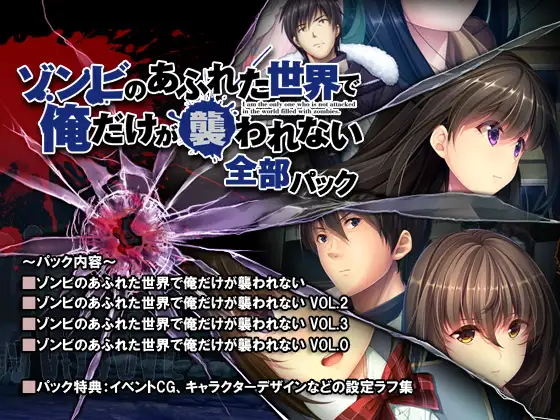 ゾンビのあふれた世界で
I am the only one who is not attacked
in the world filled with zombies.
俺だけが襲われない
全部パック
～パック内容～
■ゾンビのあふれた世界で俺だけが襲われない
■ゾンビのあふれた世界で俺だけが襲われない VOL.2
■ゾンビのあふれた世界で俺だけが襲われない VOL.3
■ゾンビのあふれた世界で俺だけが襲われない VOL.0
■パック特典：イベントCG、キャラクターデザインなどの設定ラフ集